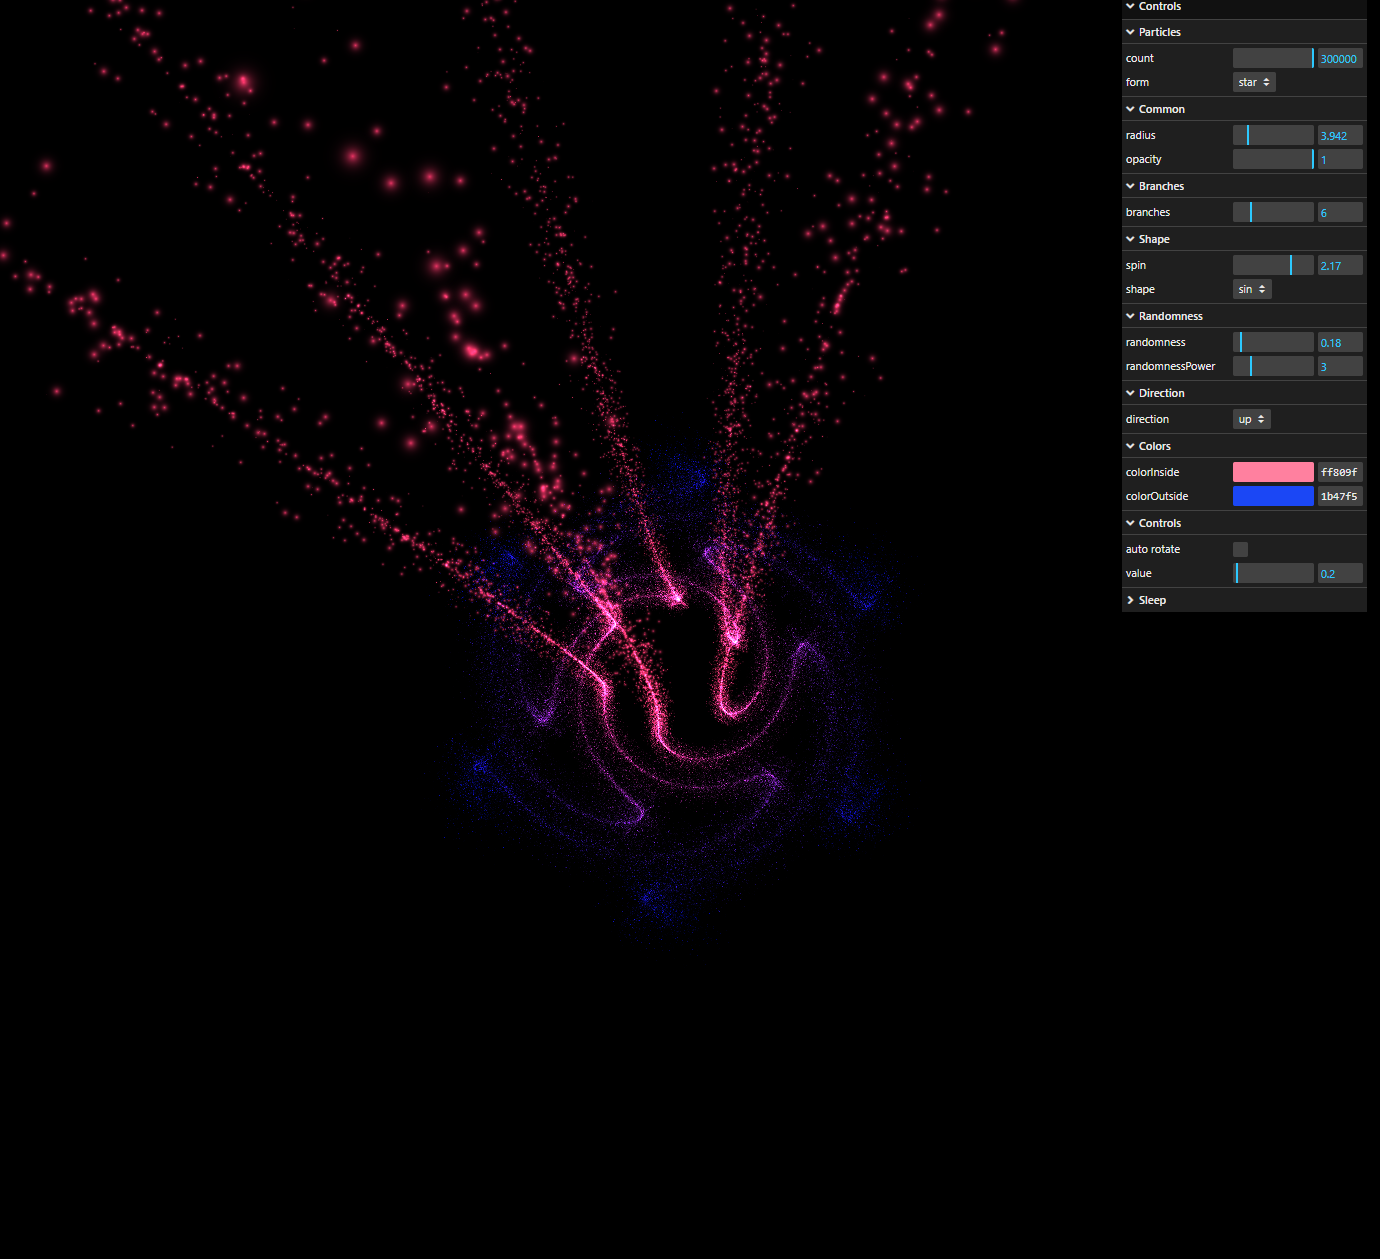 Controls
Particles
count 300000
form star
Common
radius 3.942
opacity 1
Branches
branches 6
Shape
spin 2.17
shape sin
Randomness
randomness 0.18
randomnessPower 3
Direction
direction up
Colors
colorInside ff809f
colorOutside 1b47f5
Controls
auto rotate
value 0.2
Sleep